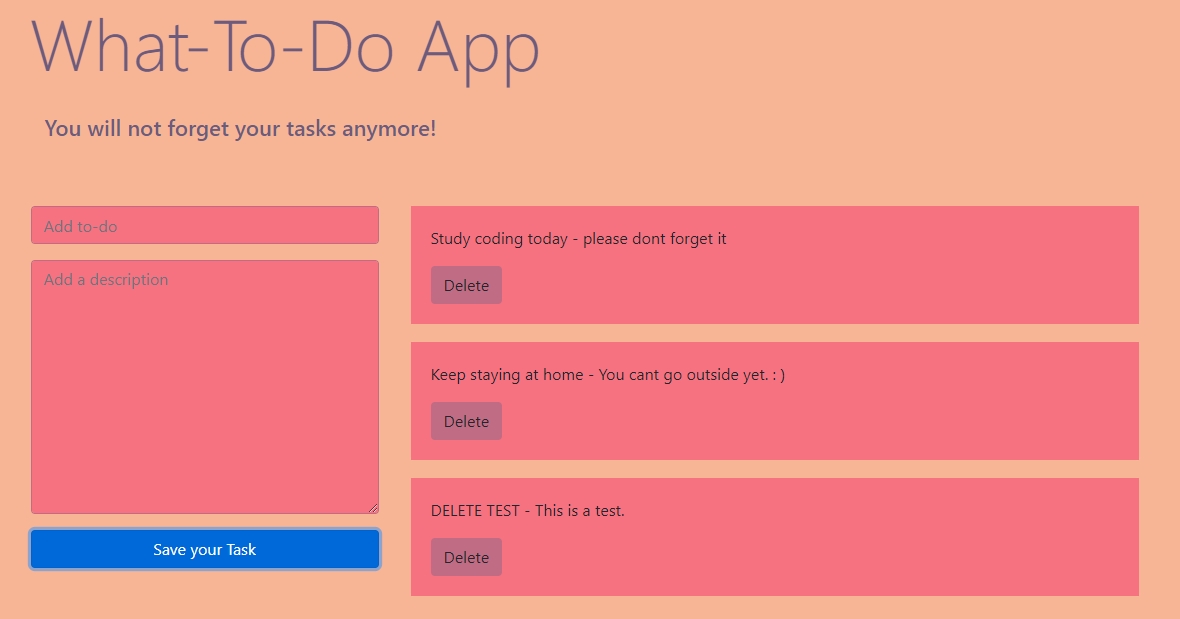 What-To-Do App
You will not forget your tasks anymore!
Add to-do
Add a description
Save your Task
Study coding today - please dont forget it
Delete
Keep staying at home - You cant go outside yet. : )
Delete
DELETE TEST - This is a test.
Delete